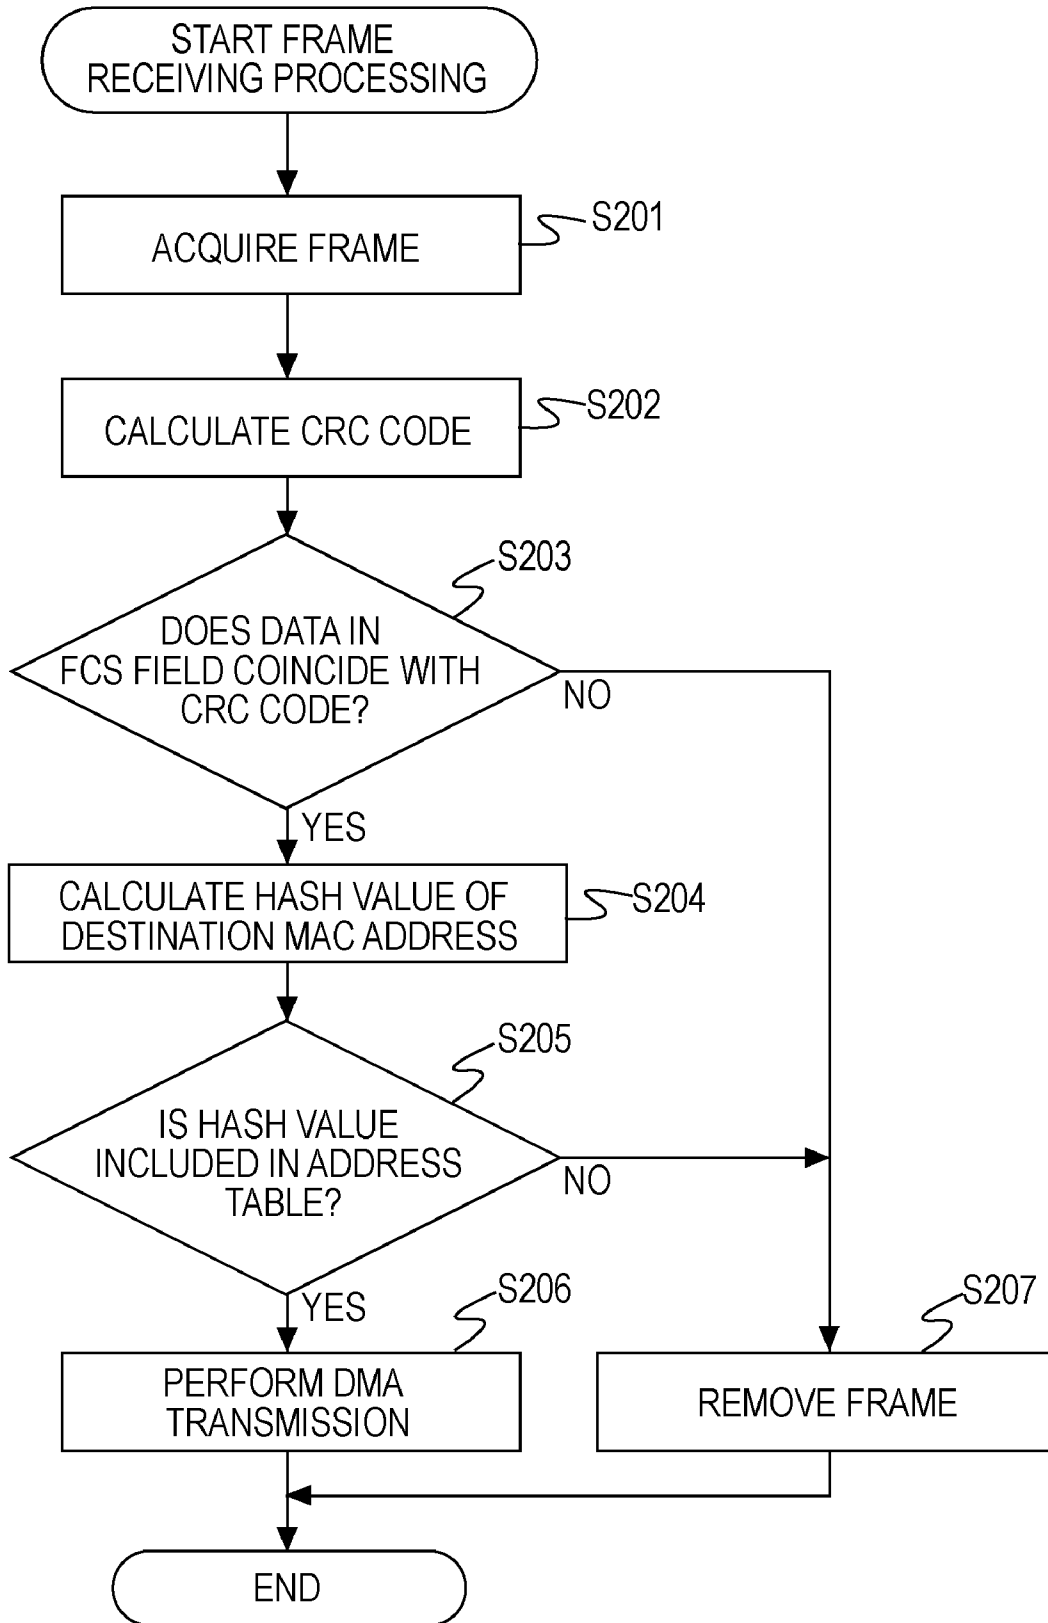 START FRAME
RECEIVING PROCESSING
S201
ACQUIRE FRAME
S202
CALCULATE CRC CODE
S203
DOES DATA IN
FCS FIELD COINCIDE WITH
CRC CODE?
NO
YES
CALCULATE HASH VALUE OF
DESTINATION MAC ADDRESS
S204
S205
IS HASH VALUE
INCLUDED IN ADDRESS
TABLE?
NO
YES
S206
PERFORM DMA
TRANSMISSION
S207
REMOVE FRAME
END